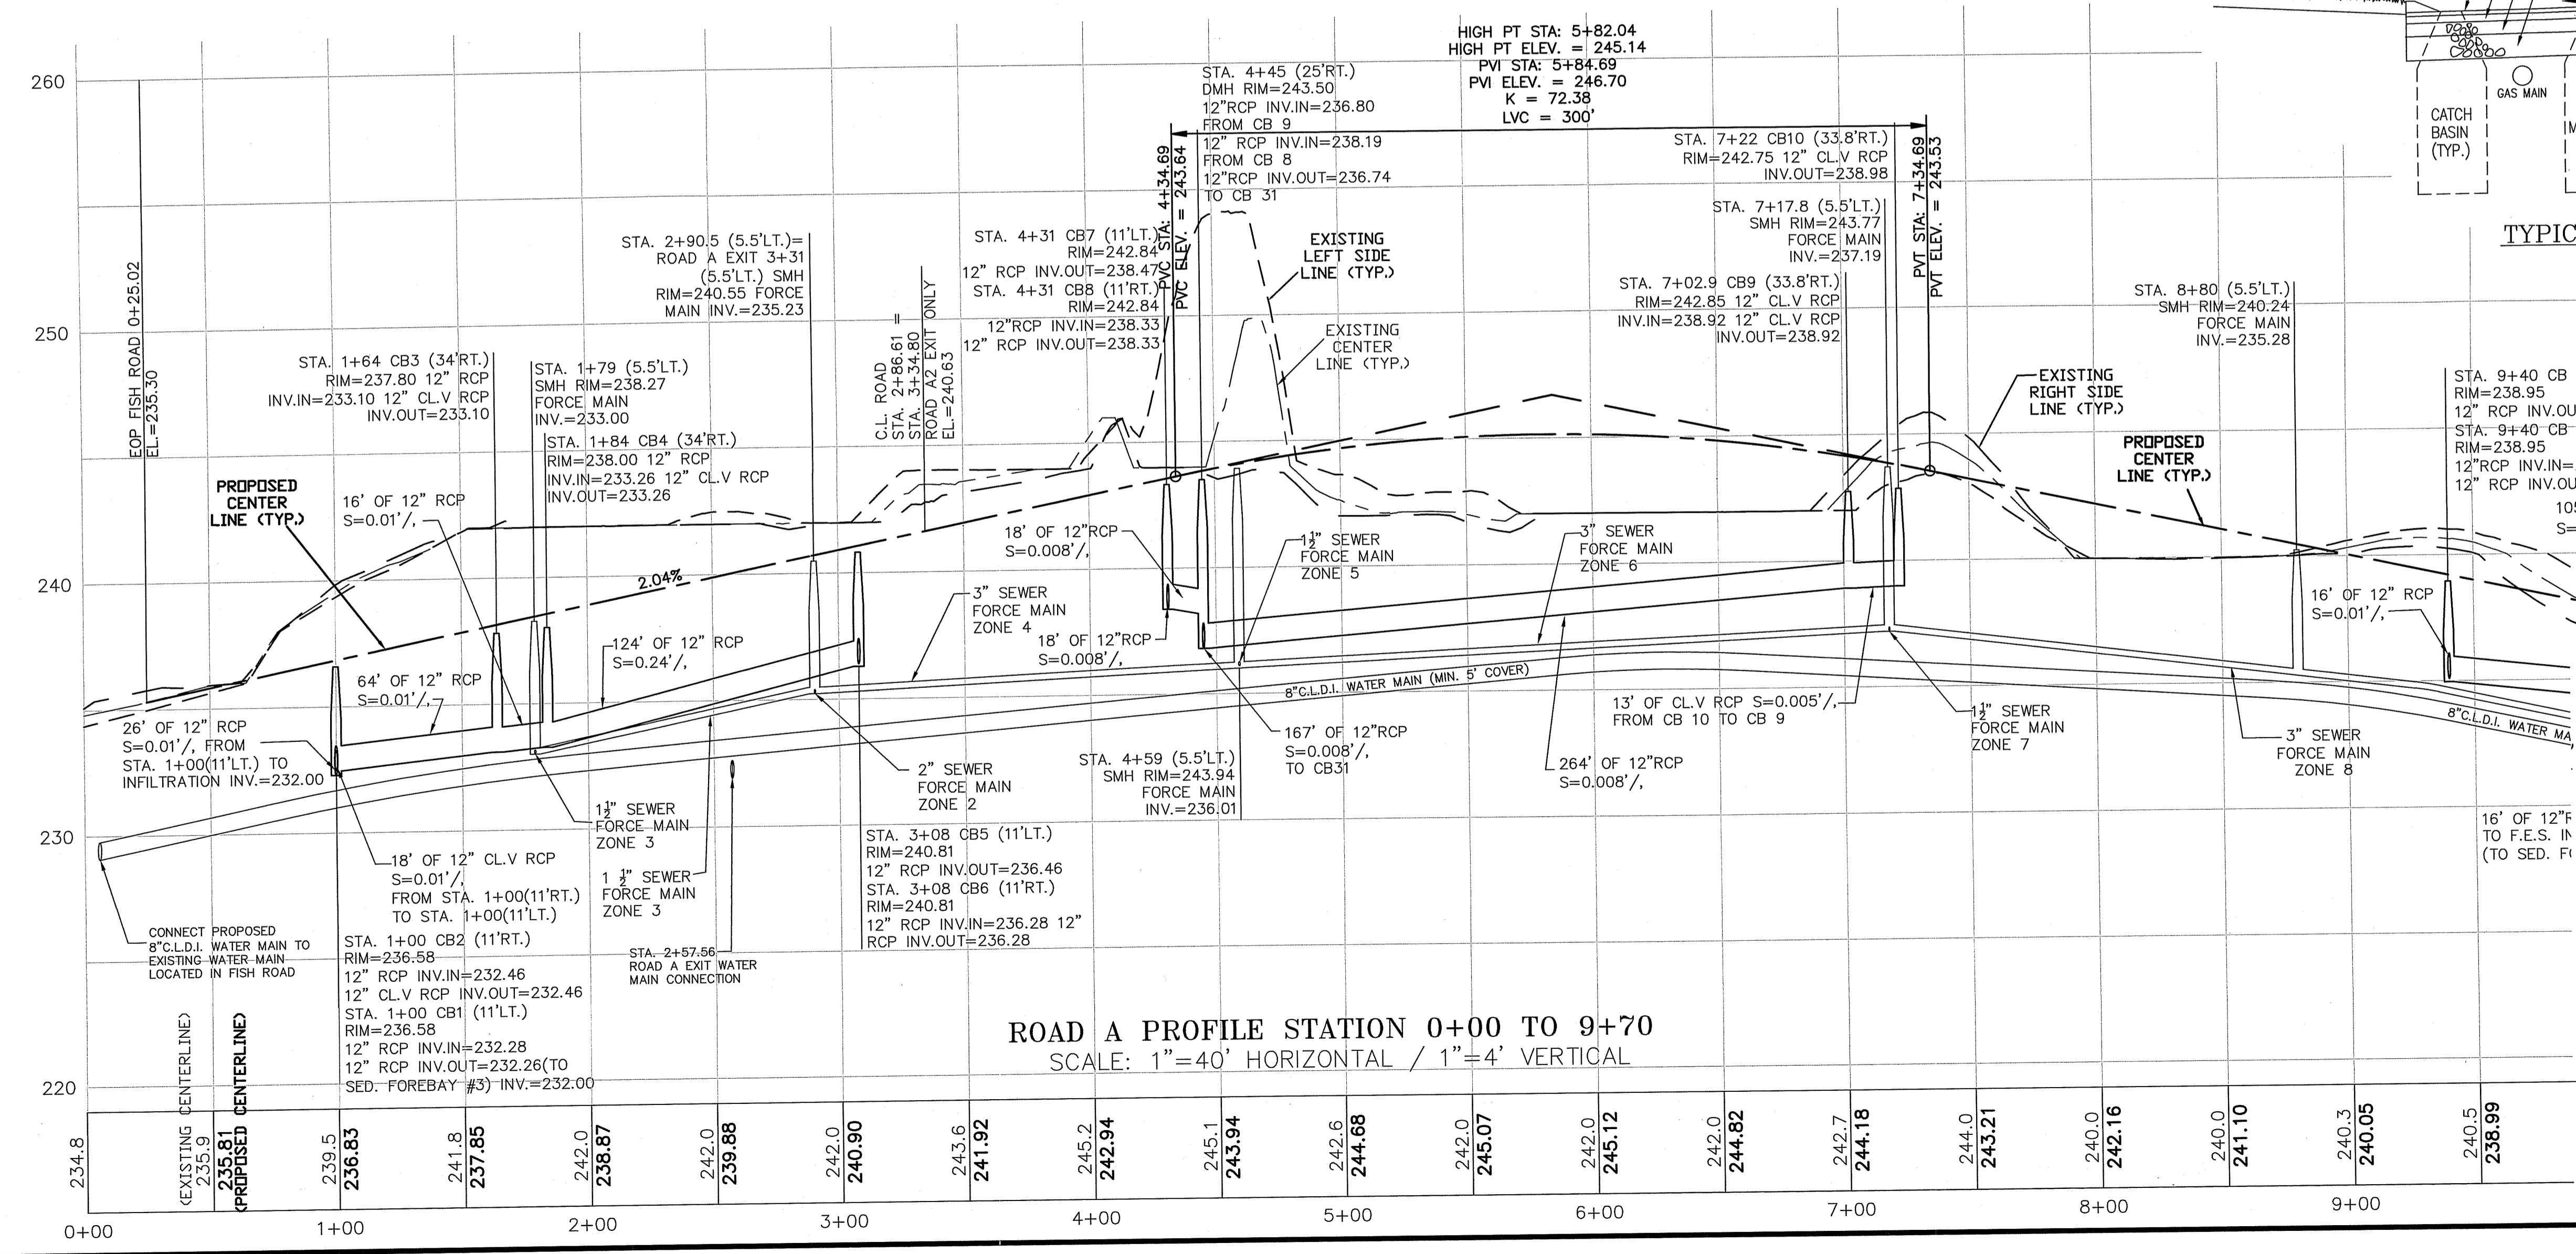 HIGH PT STA: 5+82.04
HIGH PT ELEV. = 245.14
PVI STA: 5+84.69
PVI ELEV. = 246.70
K = 72.38
LVC = 300'
GAS MAIN
CATCH
BASIN
(TYP.)
TYPIC
260
250
240
230
220
EOP FISH ROAD 0+25.02
EL.=235.30
PROPOSED
CENTER
LINE (TYP.)
STA. 1+64 CB3 (34'RT.)
RIM=237.80 12" RCP
INV.IN=233.10 12" CL.V RCP
INV.OUT=233.10
16' OF 12" RCP
S=0.01'/,
STA. 1+79 (5.5'LT.)
SMH RIM=238.27
FORCE MAIN
INV.=233.00
STA. 1+84 CB4 (34'RT.)
RIM=238.00 12" RCP
INV.IN=233.26 12" CL.V RCP
INV.OUT=233.26
STA. 2+90.5 (5.5'LT.)=
ROAD A EXIT 3+31
(5.5'LT.) SMH
RIM=240.55 FORCE
MAIN INV.=235.23
C.L. ROAD
STA. 2+86.61 =
STA. 3+34.80
ROAD A2 EXIT ONLY
EL.=240.63
STA. 4+31 CB7 (11'LT.)
RIM=242.84
12" RCP INV.OUT=238.47
STA. 4+31 CB8 (11'RT.)
RIM=242.84
12"RCP INV.IN=238.33
12" RCP INV.OUT=238.33
PVC STA: 4+34.69
PVC ELEV. = 243.64
STA. 4+45 (25'RT.)
DMH RIM=243.50
12"RCP INV.IN=236.80
FROM CB 9
12" RCP INV.IN=238.19
FROM CB 8
12"RCP INV.OUT=236.74
TO CB 31
EXISTING
LEFT SIDE
LINE (TYP.)
EXISTING
CENTER
LINE (TYP.)
STA. 7+22 CB10 (33.8'RT.)
RIM=242.75 12" CL.V RCP
INV.OUT=238.98
STA. 7+17.8 (5.5'LT.)
SMH RIM=243.77
FORCE MAIN
INV.=237.19
STA. 7+02.9 CB9 (33.8'RT.)
RIM=242.85 12" CL.V RCP
INV.IN=238.92 12" CL.V RCP
INV.OUT=238.92
PVT STA: 7+34.69
PVT ELEV. = 243.53
EXISTING
RIGHT SIDE
LINE (TYP.)
PROPOSED
CENTER
LINE (TYP.)
STA. 8+80 (5.5'LT.)
SMH RIM=240.24
FORCE MAIN
INV.=235.28
STA. 9+40 CB
RIM=238.95
12" RCP INV.OU
STA. 9+40 CB
RIM=238.95
12"RCP INV.IN=
12" RCP INV.OU
105
S=
2.04%
124' OF 12" RCP
S=0.24'/,
64' OF 12" RCP
S=0.01'/,
26' OF 12" RCP
S=0.01'/, FROM
STA. 1+00(11'LT.) TO
INFILTRATION INV.=232.00
18' OF 12"RCP
S=0.008'/,
3" SEWER
FORCE MAIN
ZONE 4
18' OF 12"RCP
S=0.008'/,
1½" SEWER
FORCE MAIN
ZONE 5
3" SEWER
FORCE MAIN
ZONE 6
16' OF 12" RCP
S=0.01'/,
8"C.L.D.I. WATER MAIN (MIN. 5' COVER)
13' OF CL.V RCP S=0.005'/,
FROM CB 10 TO CB 9
1½" SEWER
FORCE MAIN
ZONE 7
3" SEWER
FORCE MAIN
ZONE 8
8"C.L.D.I. WATER MA
167' OF 12"RCP
S=0.008'/,
TO CB31
264' OF 12"RCP
S=0.008'/,
STA. 4+59 (5.5'LT.)
SMH RIM=243.94
FORCE MAIN
INV.=236.01
2" SEWER
FORCE MAIN
ZONE 2
1½" SEWER
FORCE MAIN
ZONE 3
1 ½" SEWER
FORCE MAIN
ZONE 3
STA. 3+08 CB5 (11'LT.)
RIM=240.81
12" RCP INV.OUT=236.46
STA. 3+08 CB6 (11'RT.)
RIM=240.81
12" RCP INV.IN=236.28 12"
RCP INV.OUT=236.28
16' OF 12"R
TO F.E.S. IN
(TO SED. FO
18' OF 12" CL.V RCP
S=0.01'/,
FROM STA. 1+00(11'RT.)
TO STA. 1+00(11'LT.)
CONNECT PROPOSED
8"C.L.D.I. WATER MAIN TO
EXISTING WATER MAIN
LOCATED IN FISH ROAD
STA. 1+00 CB2 (11'RT.)
RIM=236.58
12" RCP INV.IN=232.46
12" CL.V RCP INV.OUT=232.46
STA. 1+00 CB1 (11'LT.)
RIM=236.58
12" RCP INV.IN=232.28
12" RCP INV.OUT=232.26(TO
SED. FOREBAY #3) INV.=232.00
STA. 2+57.56
ROAD A EXIT WATER
MAIN CONNECTION
ROAD A PROFILE STATION 0+00 TO 9+70
SCALE: 1"=40' HORIZONTAL / 1"=4' VERTICAL
234.8
(EXISTING CENTERLINE)
235.9
235.81
(PROPOSED CENTERLINE)
239.5
236.83
241.8
237.85
242.0
238.87
242.0
239.88
242.0
240.90
243.6
241.92
245.2
242.94
245.1
243.94
242.6
244.68
242.0
245.07
242.0
245.12
242.0
244.82
242.7
244.18
244.0
243.21
240.0
242.16
240.0
241.10
240.3
240.05
240.5
238.99
0+00
1+00
2+00
3+00
4+00
5+00
6+00
7+00
8+00
9+00